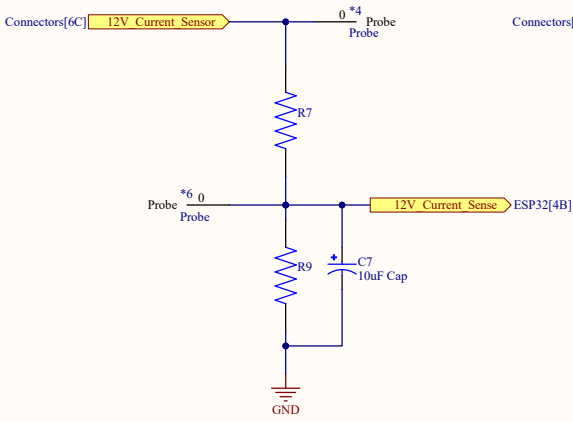 Connectors[6C] 12V_Current_Sensor 0 *4 Probe Connectors[
Probe
R7
Probe *6 0 12V_Current_Sense ESP32[4B]
Probe
R9 + C7
10uF Cap
GND